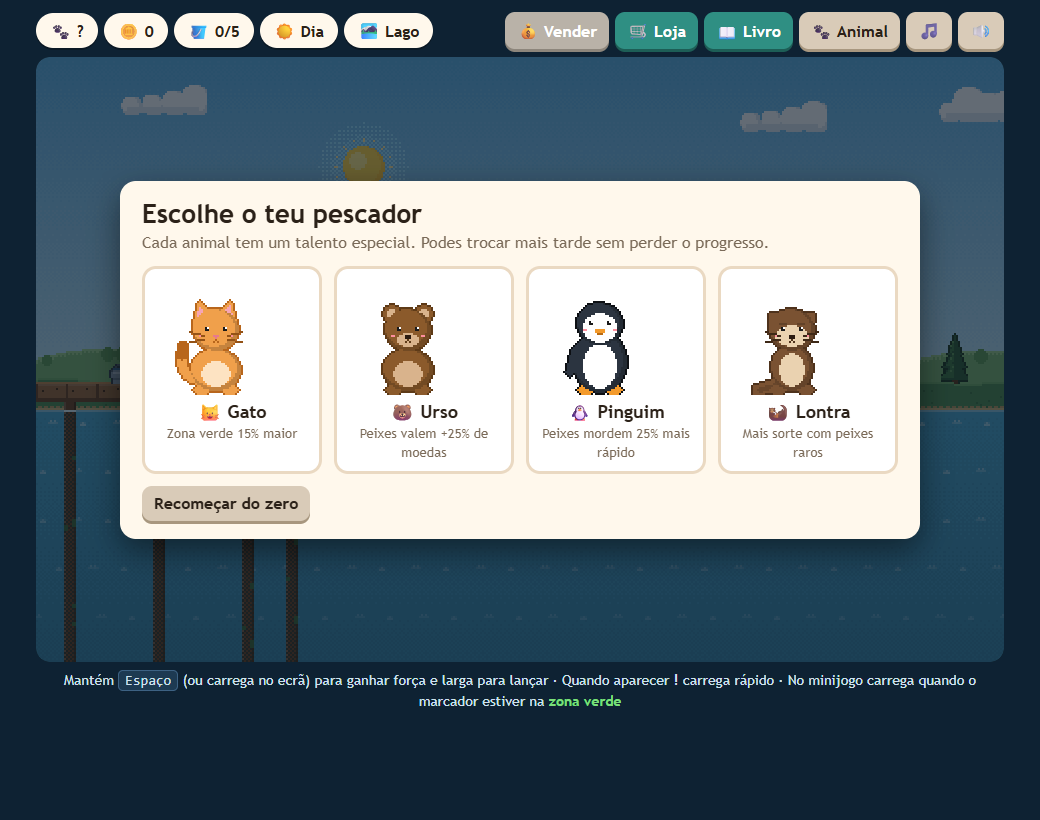 ?
0
0/5
Dia
Lago
Vender
Loja
Livro
Animal
Escolhe o teu pescador
Cada animal tem um talento especial. Podes trocar mais tarde sem perder o progresso.
Gato
Zona verde 15% maior
Urso
Peixes valem +25% de
moedas
Pinguim
Peixes mordem 25% mais
rápido
Lontra
Mais sorte com peixes
raros
Recomeçar do zero
Mantém Espaço (ou carrega no ecrã) para ganhar força e larga para lançar · Quando aparecer ! carrega rápido · No minijogo carrega quando o
marcador estiver na zona verde